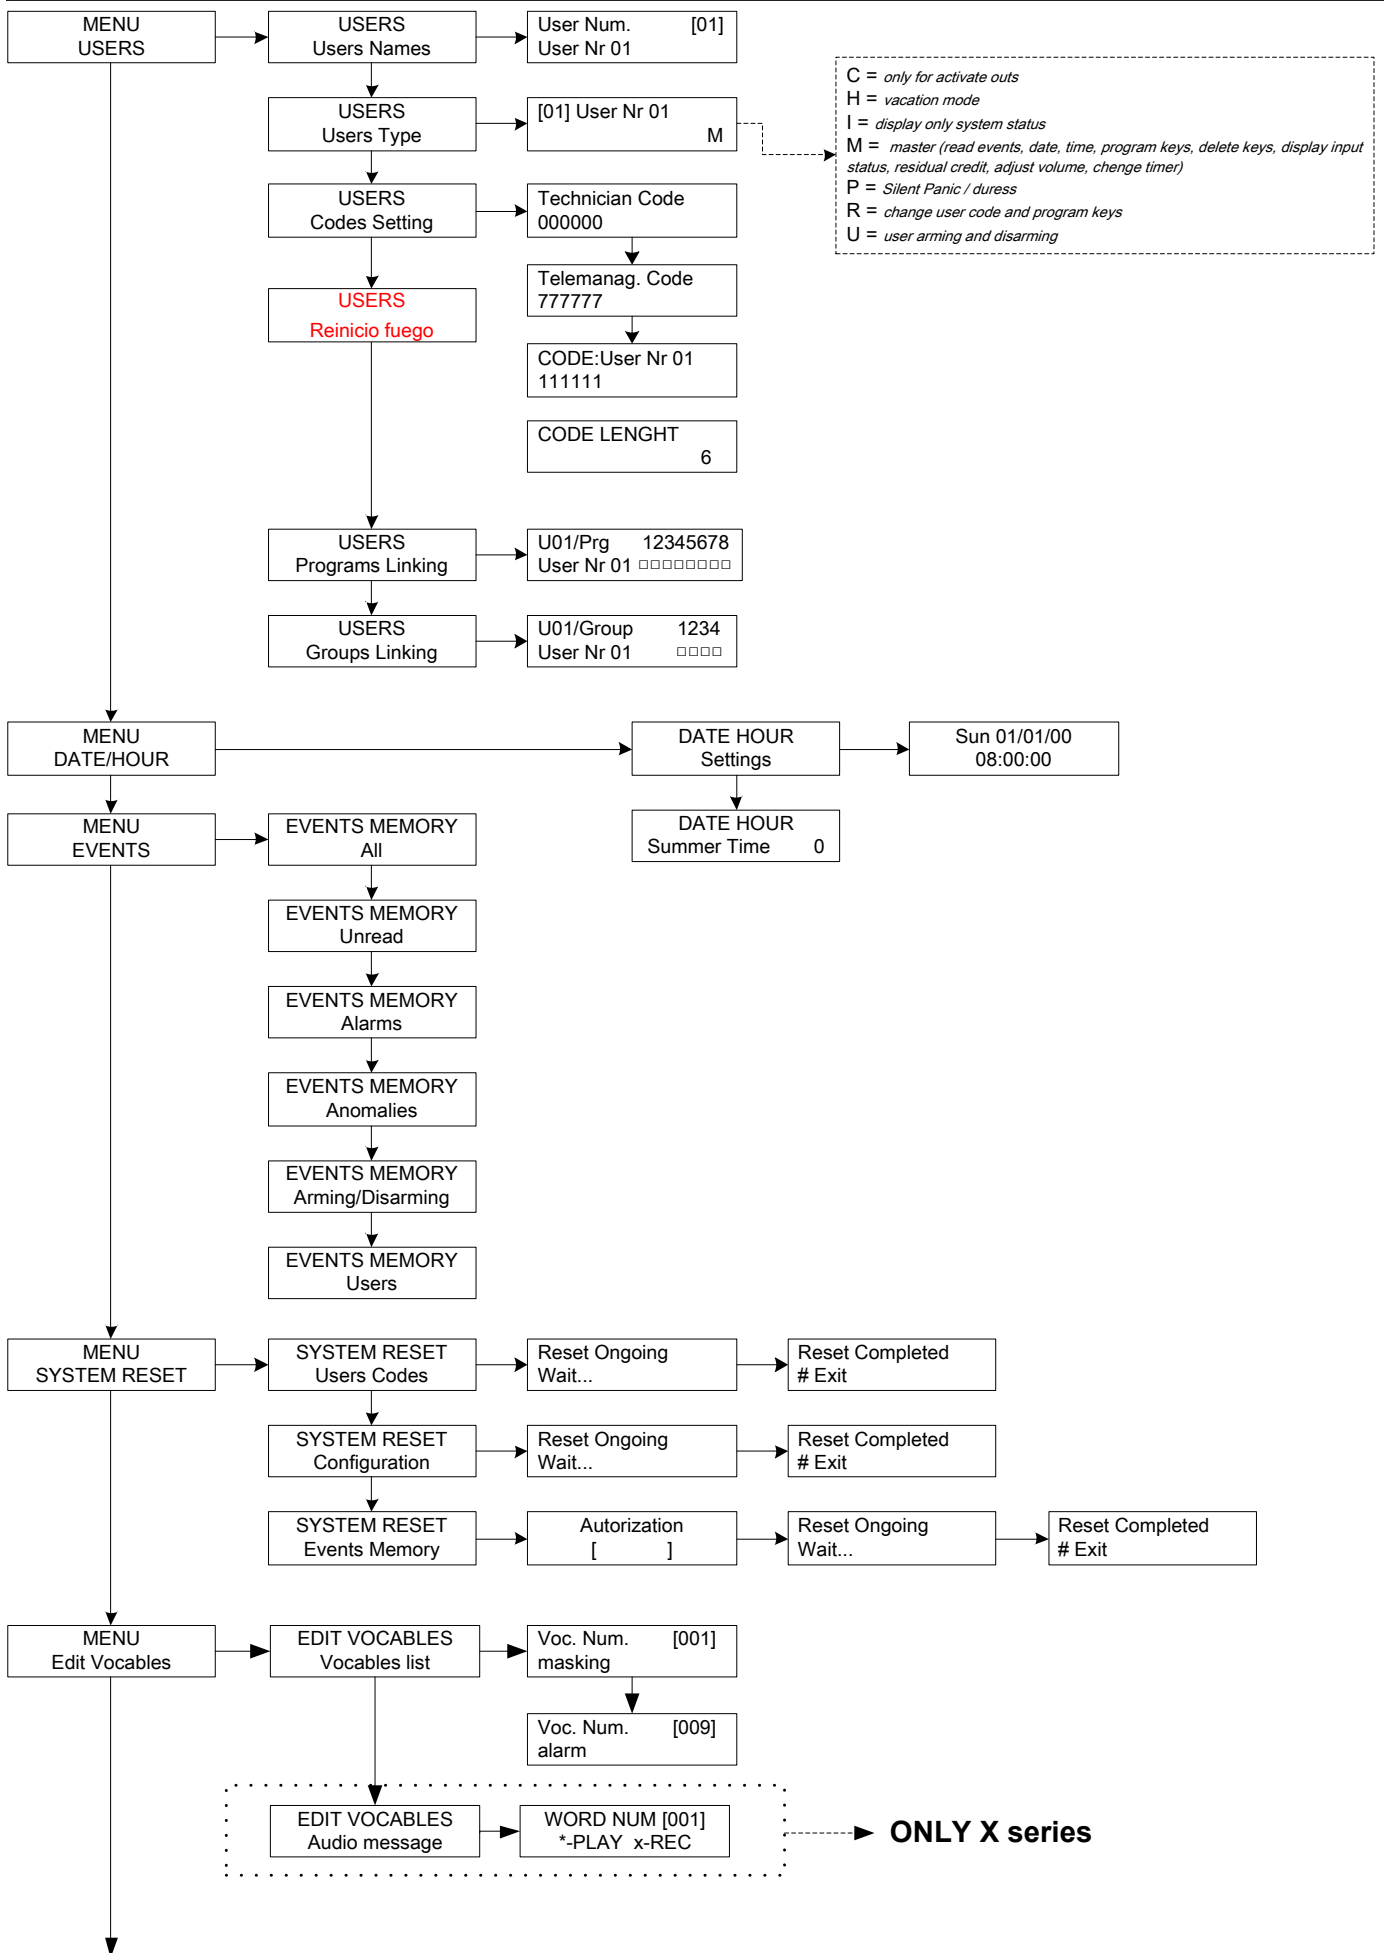 MENU
USERS
USERS
Users Names
User Num. [01]
User Nr 01
C = only for activate outs
H = vacation mode
I = display only system status
M = master (read events, date, time, program keys, delete keys, display input
status, residual credit, adjust volume, chenge timer)
P = Silent Panic / duress
R = change user code and program keys
U = user arming and disarming
USERS
Users Type
[01] User Nr 01
M
USERS
Codes Setting
Technician Code
000000
Telemanag. Code
777777
USERS
Reinicio fuego
CODE:User Nr 01
111111
CODE LENGHT
6
USERS
Programs Linking
U01/Prg 12345678
User Nr 01 □□□□□□□□
USERS
Groups Linking
U01/Group 1234
User Nr 01 □□□□
MENU
DATE/HOUR
DATE HOUR
Settings
Sun 01/01/00
08:00:00
DATE HOUR
Summer Time 0
MENU
EVENTS
EVENTS MEMORY
All
EVENTS MEMORY
Unread
EVENTS MEMORY
Alarms
EVENTS MEMORY
Anomalies
EVENTS MEMORY
Arming/Disarming
EVENTS MEMORY
Users
MENU
SYSTEM RESET
SYSTEM RESET
Users Codes
Reset Ongoing
Wait...
Reset Completed
# Exit
SYSTEM RESET
Configuration
Reset Ongoing
Wait...
Reset Completed
# Exit
SYSTEM RESET
Events Memory
Autorization
[ ]
Reset Ongoing
Wait...
Reset Completed
# Exit
MENU
Edit Vocables
EDIT VOCABLES
Vocables list
Voc. Num. [001]
masking
Voc. Num. [009]
alarm
EDIT VOCABLES
Audio message
WORD NUM [001]
*-PLAY x-REC
ONLY X series